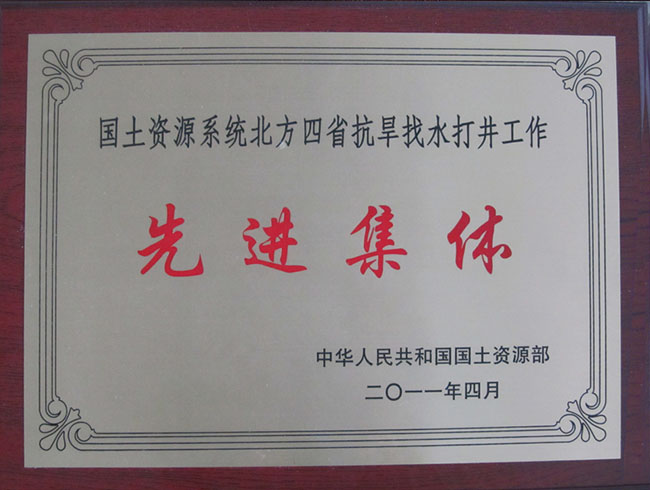 国土资源系统北方四省抗旱找水打井工作
先进集体
中华人民共和国国土资源部
二〇一一年四月